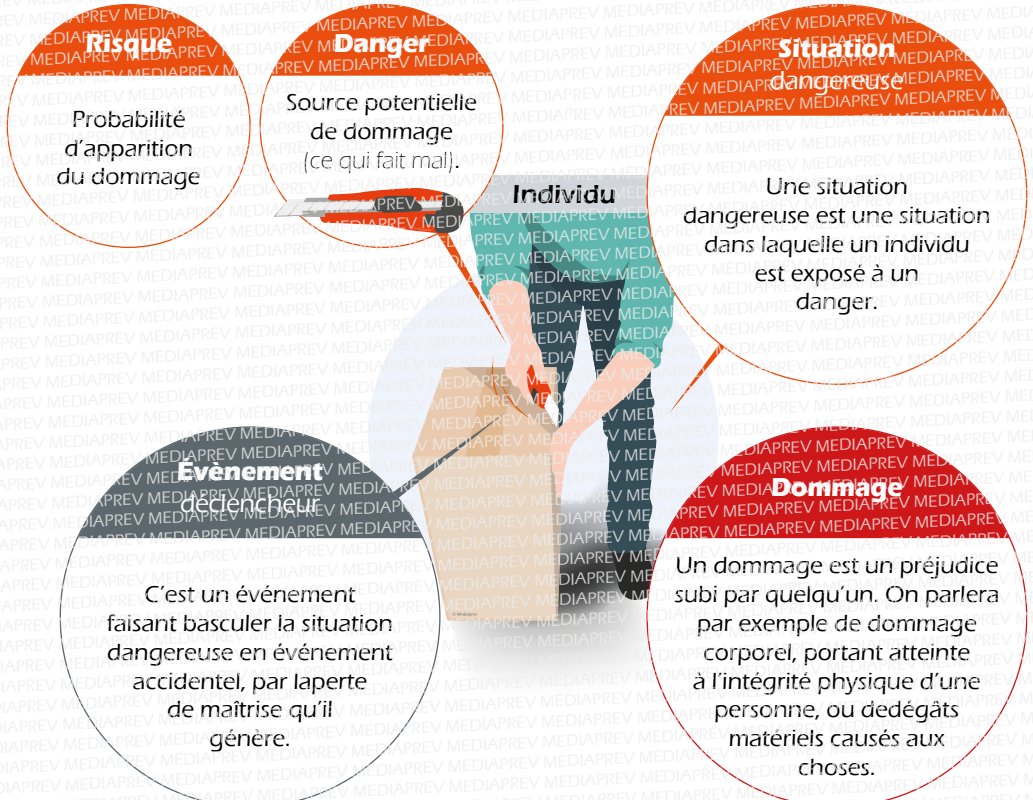 Risque
Probabilité
d'apparition
du dommage
Danger
Source potentielle
de dommage
(ce qui fait mal).
Individu
Situation
dangereuse
Une situation
dangereuse est une situation
dans laquelle un individu
est exposé à un
danger.
Évènement
déclencheur
C'est un événement
faisant basculer la situation
dangereuse en événement
accidentel, par laperte
de maîtrise qu'il
génère.
Dommage
Un dommage est un préjudice
subi par quelqu'un. On parlera
par exemple de dommage
corporel, portant atteinte
à l'intégrité physique d'une
personne, ou dedégâts
matériels causés aux
choses.
MEDIAPREV